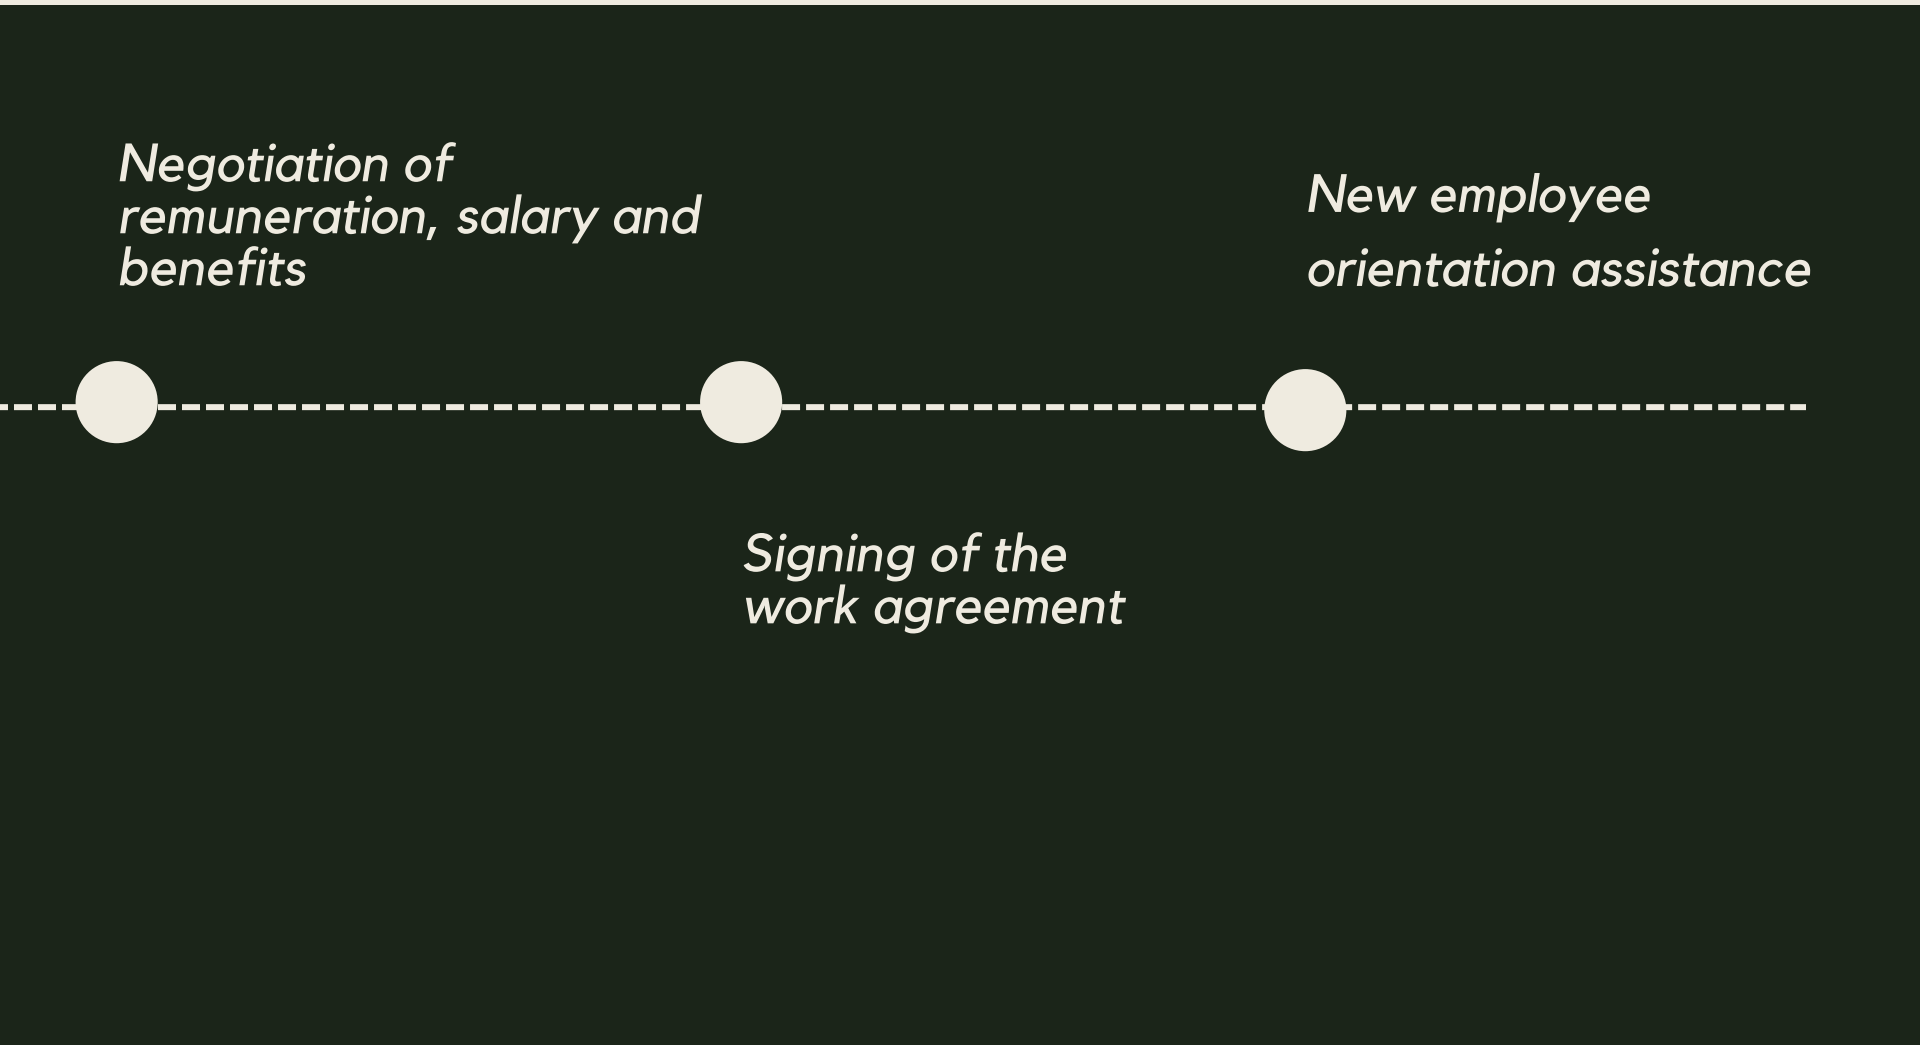 Negotiation of
remuneration, salary and
benefits
New employee
orientation assistance
Signing of the
work agreement